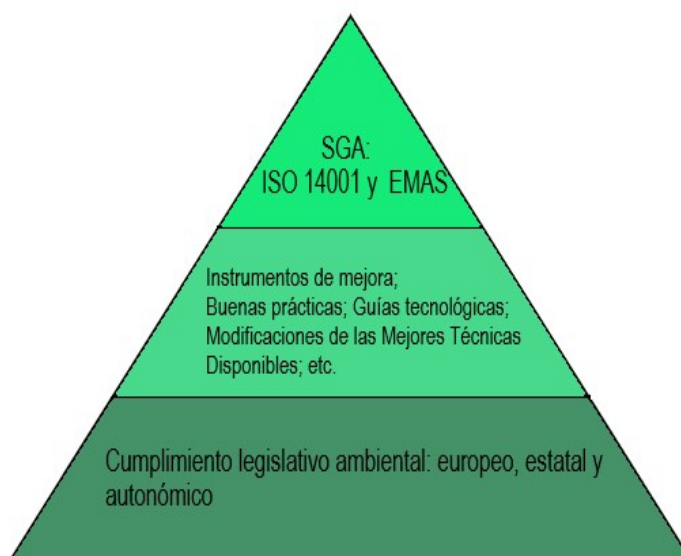 SGA:
ISO 14001 y EMAS
Instrumentos de mejora;
Buenas prácticas; Guías tecnológicas;
Modificaciones de las Mejores Técnicas
Disponibles; etc.
Cumplimiento legislativo ambiental: europeo, estatal y
autonómico